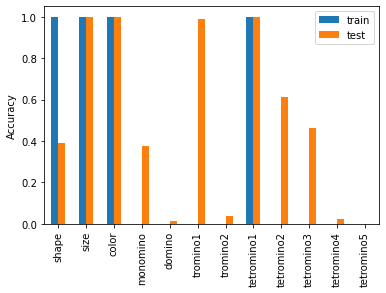 train
test
Accuracy
1.0
0.8
0.6
0.4
0.2
0.0
shape
size
color
monomino
domino
tromino1
tromino2
tetromino1
tetromino2
tetromino3
tetromino4
tetromino5